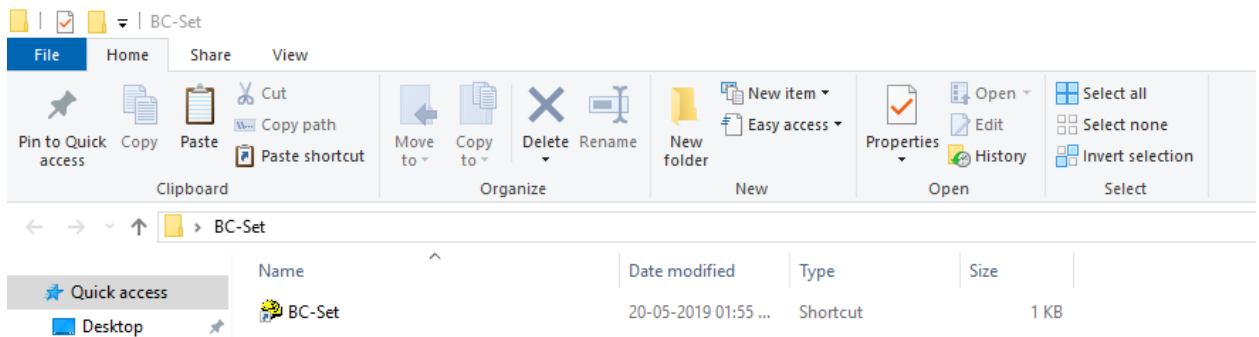 BC-Set
File Home Share View
Pin to Quick access
Copy
Paste
Cut
Copy path
Paste shortcut
Clipboard
Move to
Copy to
Delete
Rename
Organize
New folder
New item
Easy access
New
Properties
Open
Edit
History
Open
Select all
Select none
Invert selection
Select
BC-Set
Name Date modified Type Size
Quick access
BC-Set 20-05-2019 01:55 ... Shortcut 1 KB
Desktop